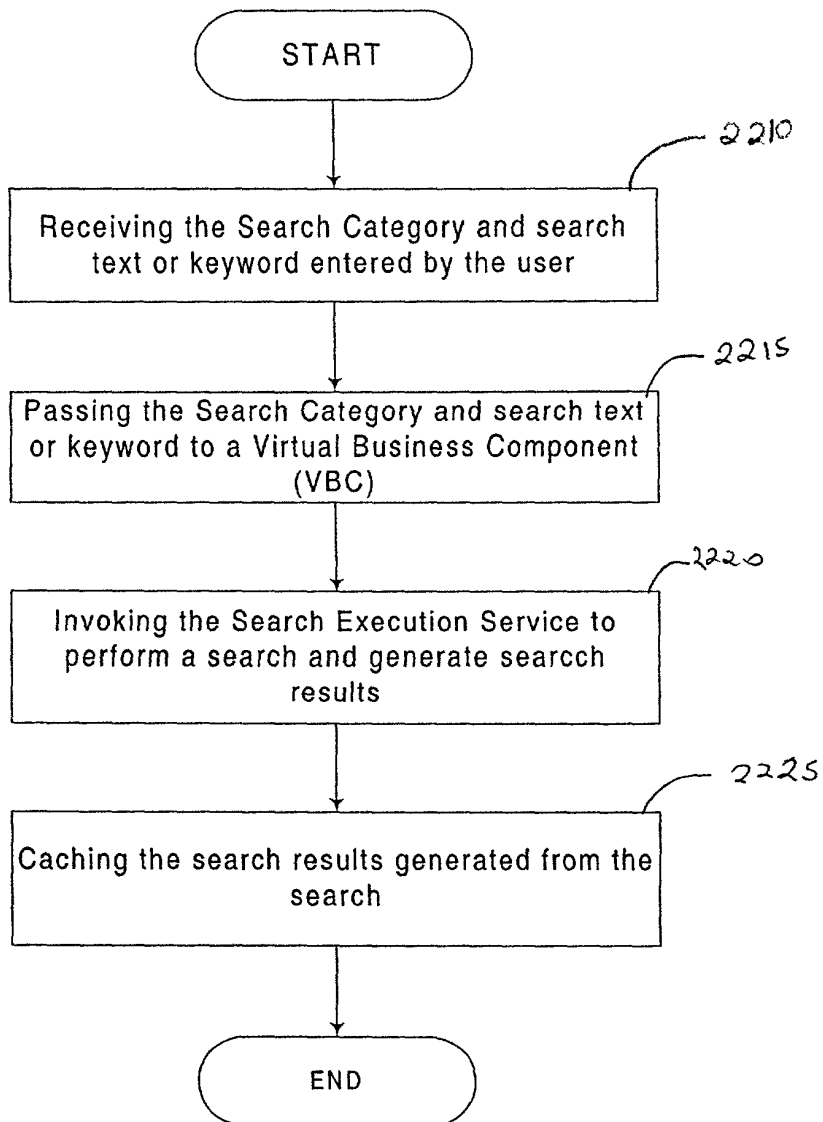 START
2210
Receiving the Search Category and search
text or keyword entered by the user
2215
Passing the Search Category and search text
or keyword to a Virtual Business Component
(VBC)
2220
Invoking the Search Execution Service to
perform a search and generate searcch
results
2225
Caching the search results generated from the
search
END